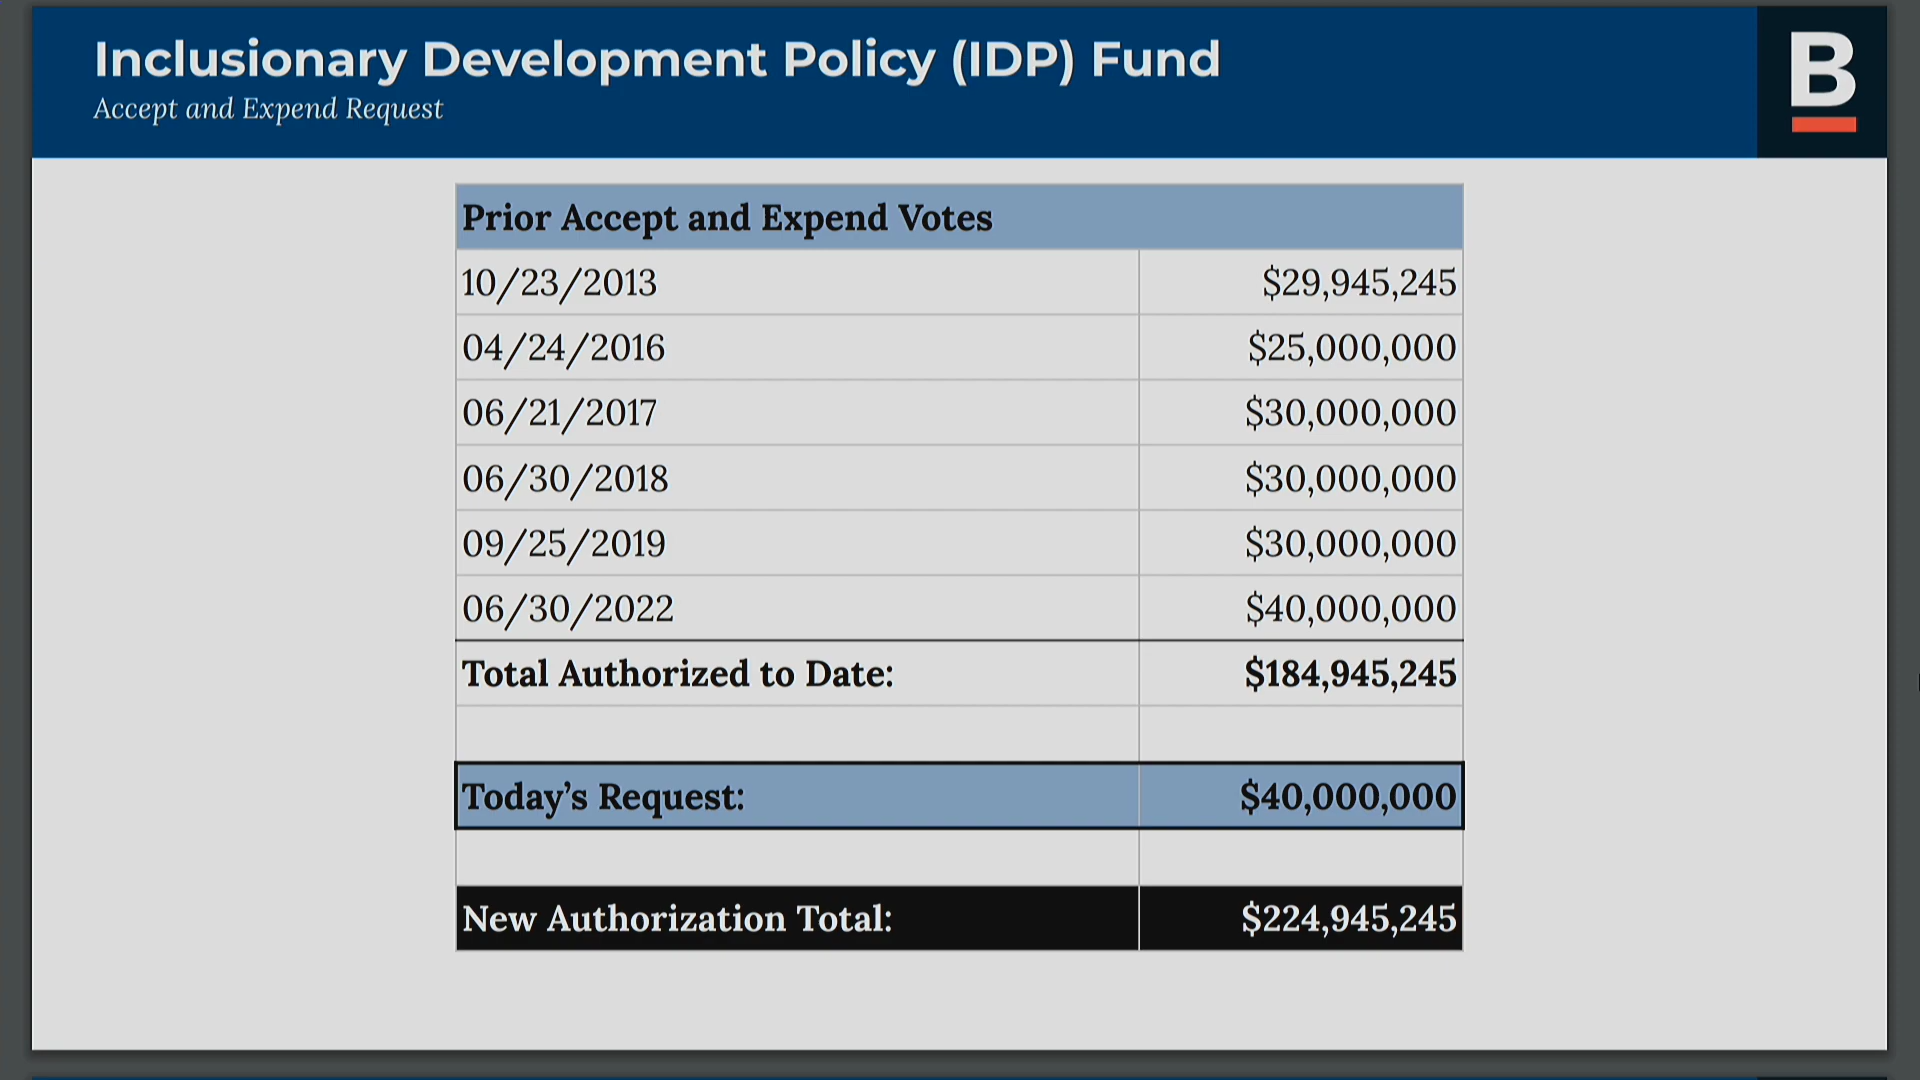 Inclusionary Development Policy (IDP) Fund
Accept and Expend Request
B
Prior Accept and Expend Votes
10/23/2013 $29,945,245
04/24/2016 $25,000,000
06/21/2017 $30,000,000
06/30/2018 $30,000,000
09/25/2019 $30,000,000
06/30/2022 $40,000,000
Total Authorized to Date: $184,945,245
Today’s Request: $40,000,000
New Authorization Total: $224,945,245